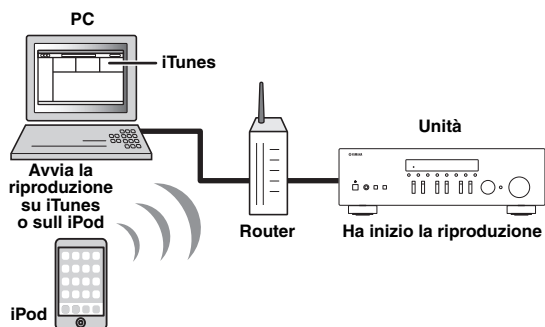 PC
iTunes
Unità
Avvia la
riproduzione
su iTunes
o sull iPod
Router
Ha inizio la riproduzione
iPod